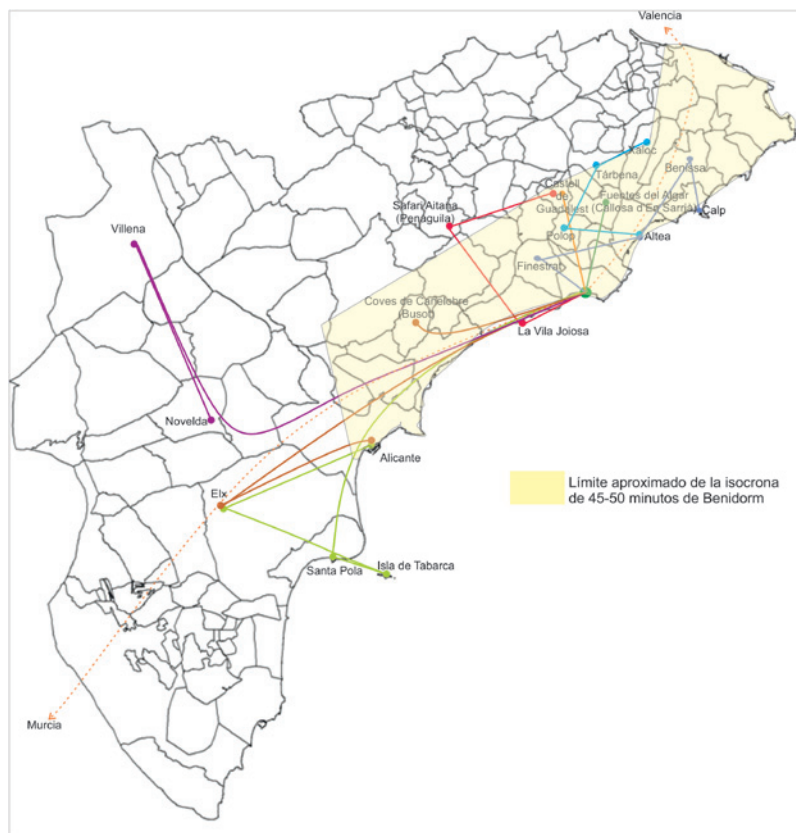 Valencia
Xaloc
Tàrbena
Benissa
Castell
de
Guadalest
Fuentes del Algar
(Callosa d'En Sarrià)
Calp
Safari Aitana
(Penàguila)
Villena
Polop
Altea
Finestrat
Coves de Canelobre
(Busot)
La Vila Joiosa
Novelda
Alicante
Elx
Límite aproximado de la isocrona
de 45-50 minutos de Benidorm
Santa Pola
Isla de Tabarca
Murcia